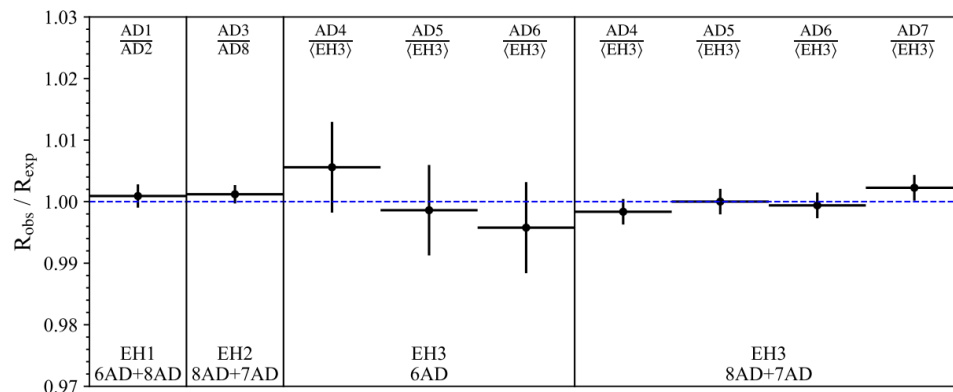 1.03
1.02
1.01
1.00
0.99
0.98
0.97
R_obs / R_exp
AD1 AD3 AD4 AD5 AD6 AD4 AD5 AD6 AD7
AD2 AD8 ⟨EH3⟩ ⟨EH3⟩ ⟨EH3⟩ ⟨EH3⟩ ⟨EH3⟩ ⟨EH3⟩ ⟨EH3⟩
EH1 EH2 EH3 EH3
6AD+8AD 8AD+7AD 6AD 8AD+7AD